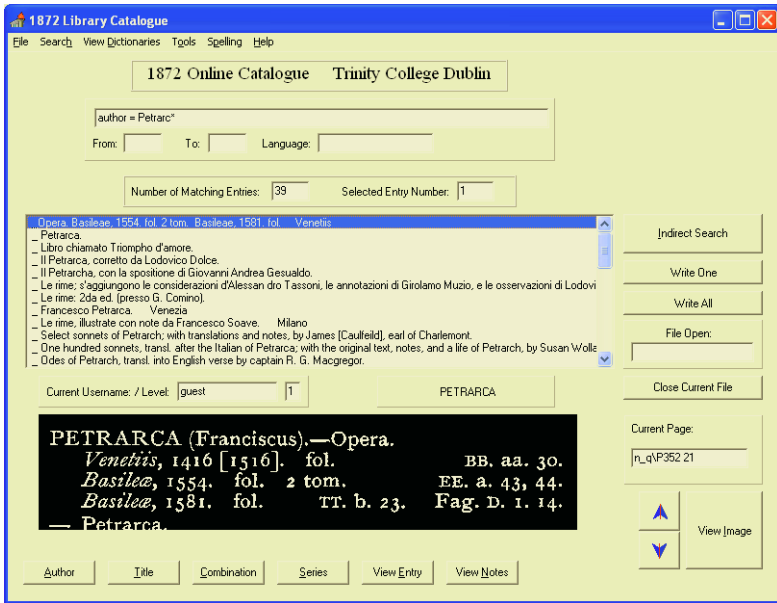 1872 Library Catalogue
File Search View Dictionaries Tools Spelling Help
1872 Online Catalogue Trinity College Dublin
author = Petrarc*
From: To: Language:
Number of Matching Entries: 39 Selected Entry Number: 1
_ Opera. Basileae, 1554. fol. 2 tom. Basileae, 1581. fol. Venetiis
_ Petrarca.
_ Libro chiamato Triompho d'amore.
_ Il Petrarca, corretto da Lodovico Dolce.
_ Il Petrarcha, con la spositione di Giovanni Andrea Gesualdo.
_ Le rime; s'aggiungono le considerazioni d'Alessan dro Tassoni, le annotazioni di Girolamo Muzio, e le osservazioni di Lodovi
_ Le rime: 2da ed. (presso G. Comino).
_ Francesco Petrarca. Venezia
_ Le rime, illustrate con note da Francesco Soave. Milano
_ Select sonnets of Petrarch; with translations and notes, by James [Caulfeild], earl of Charlemont.
_ One hundred sonnets, transl. after the Italian of Petrarca; with the original text, notes, and a life of Petrarch, by Susan Wolla
_ Odes of Petrarch, transl. into English verse by captain R. G. Macgregor.
Indirect Search
Write One
Write All
File Open:
Close Current File
Current Username: / Level: guest 1
PETRARCA
Current Page:
n_q\P352 21
PETRARCA (Franciscus).—Opera.
Venetiis, 1416 [1516]. fol. BB. aa. 30.
Basileæ, 1554. fol. 2 tom. EE. a. 43, 44.
Basileæ, 1581. fol. TT. b. 23. Fag. D. 1. 14.
— Petrarca.
View Image
Author Title Combination Series View Entry View Notes